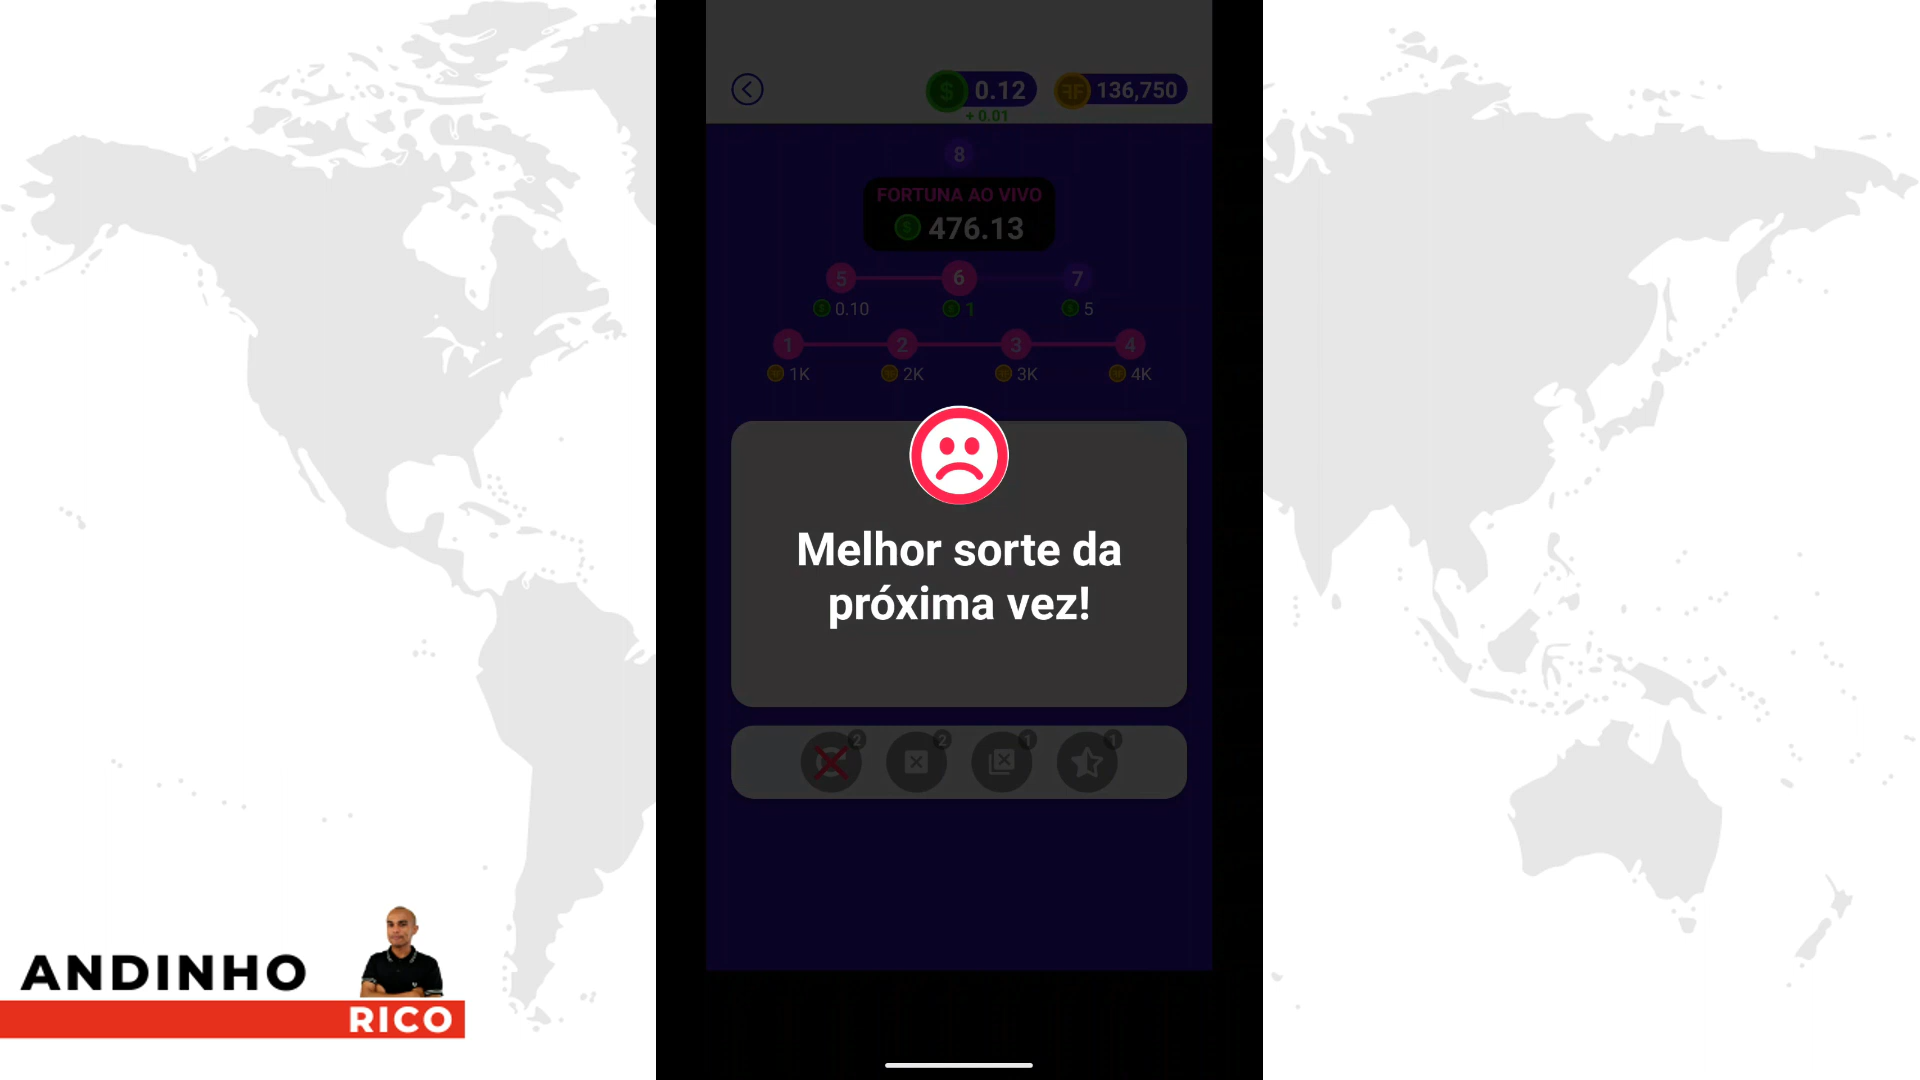 0.12
136,750
+ 0.01
8
FORTUNA AO VIVO
476.13
5 6 7
0.10 1 5
1 2 3 4
1K 2K 3K 4K
Melhor sorte da
próxima vez!
2 2 1 1
ANDINHO
RICO